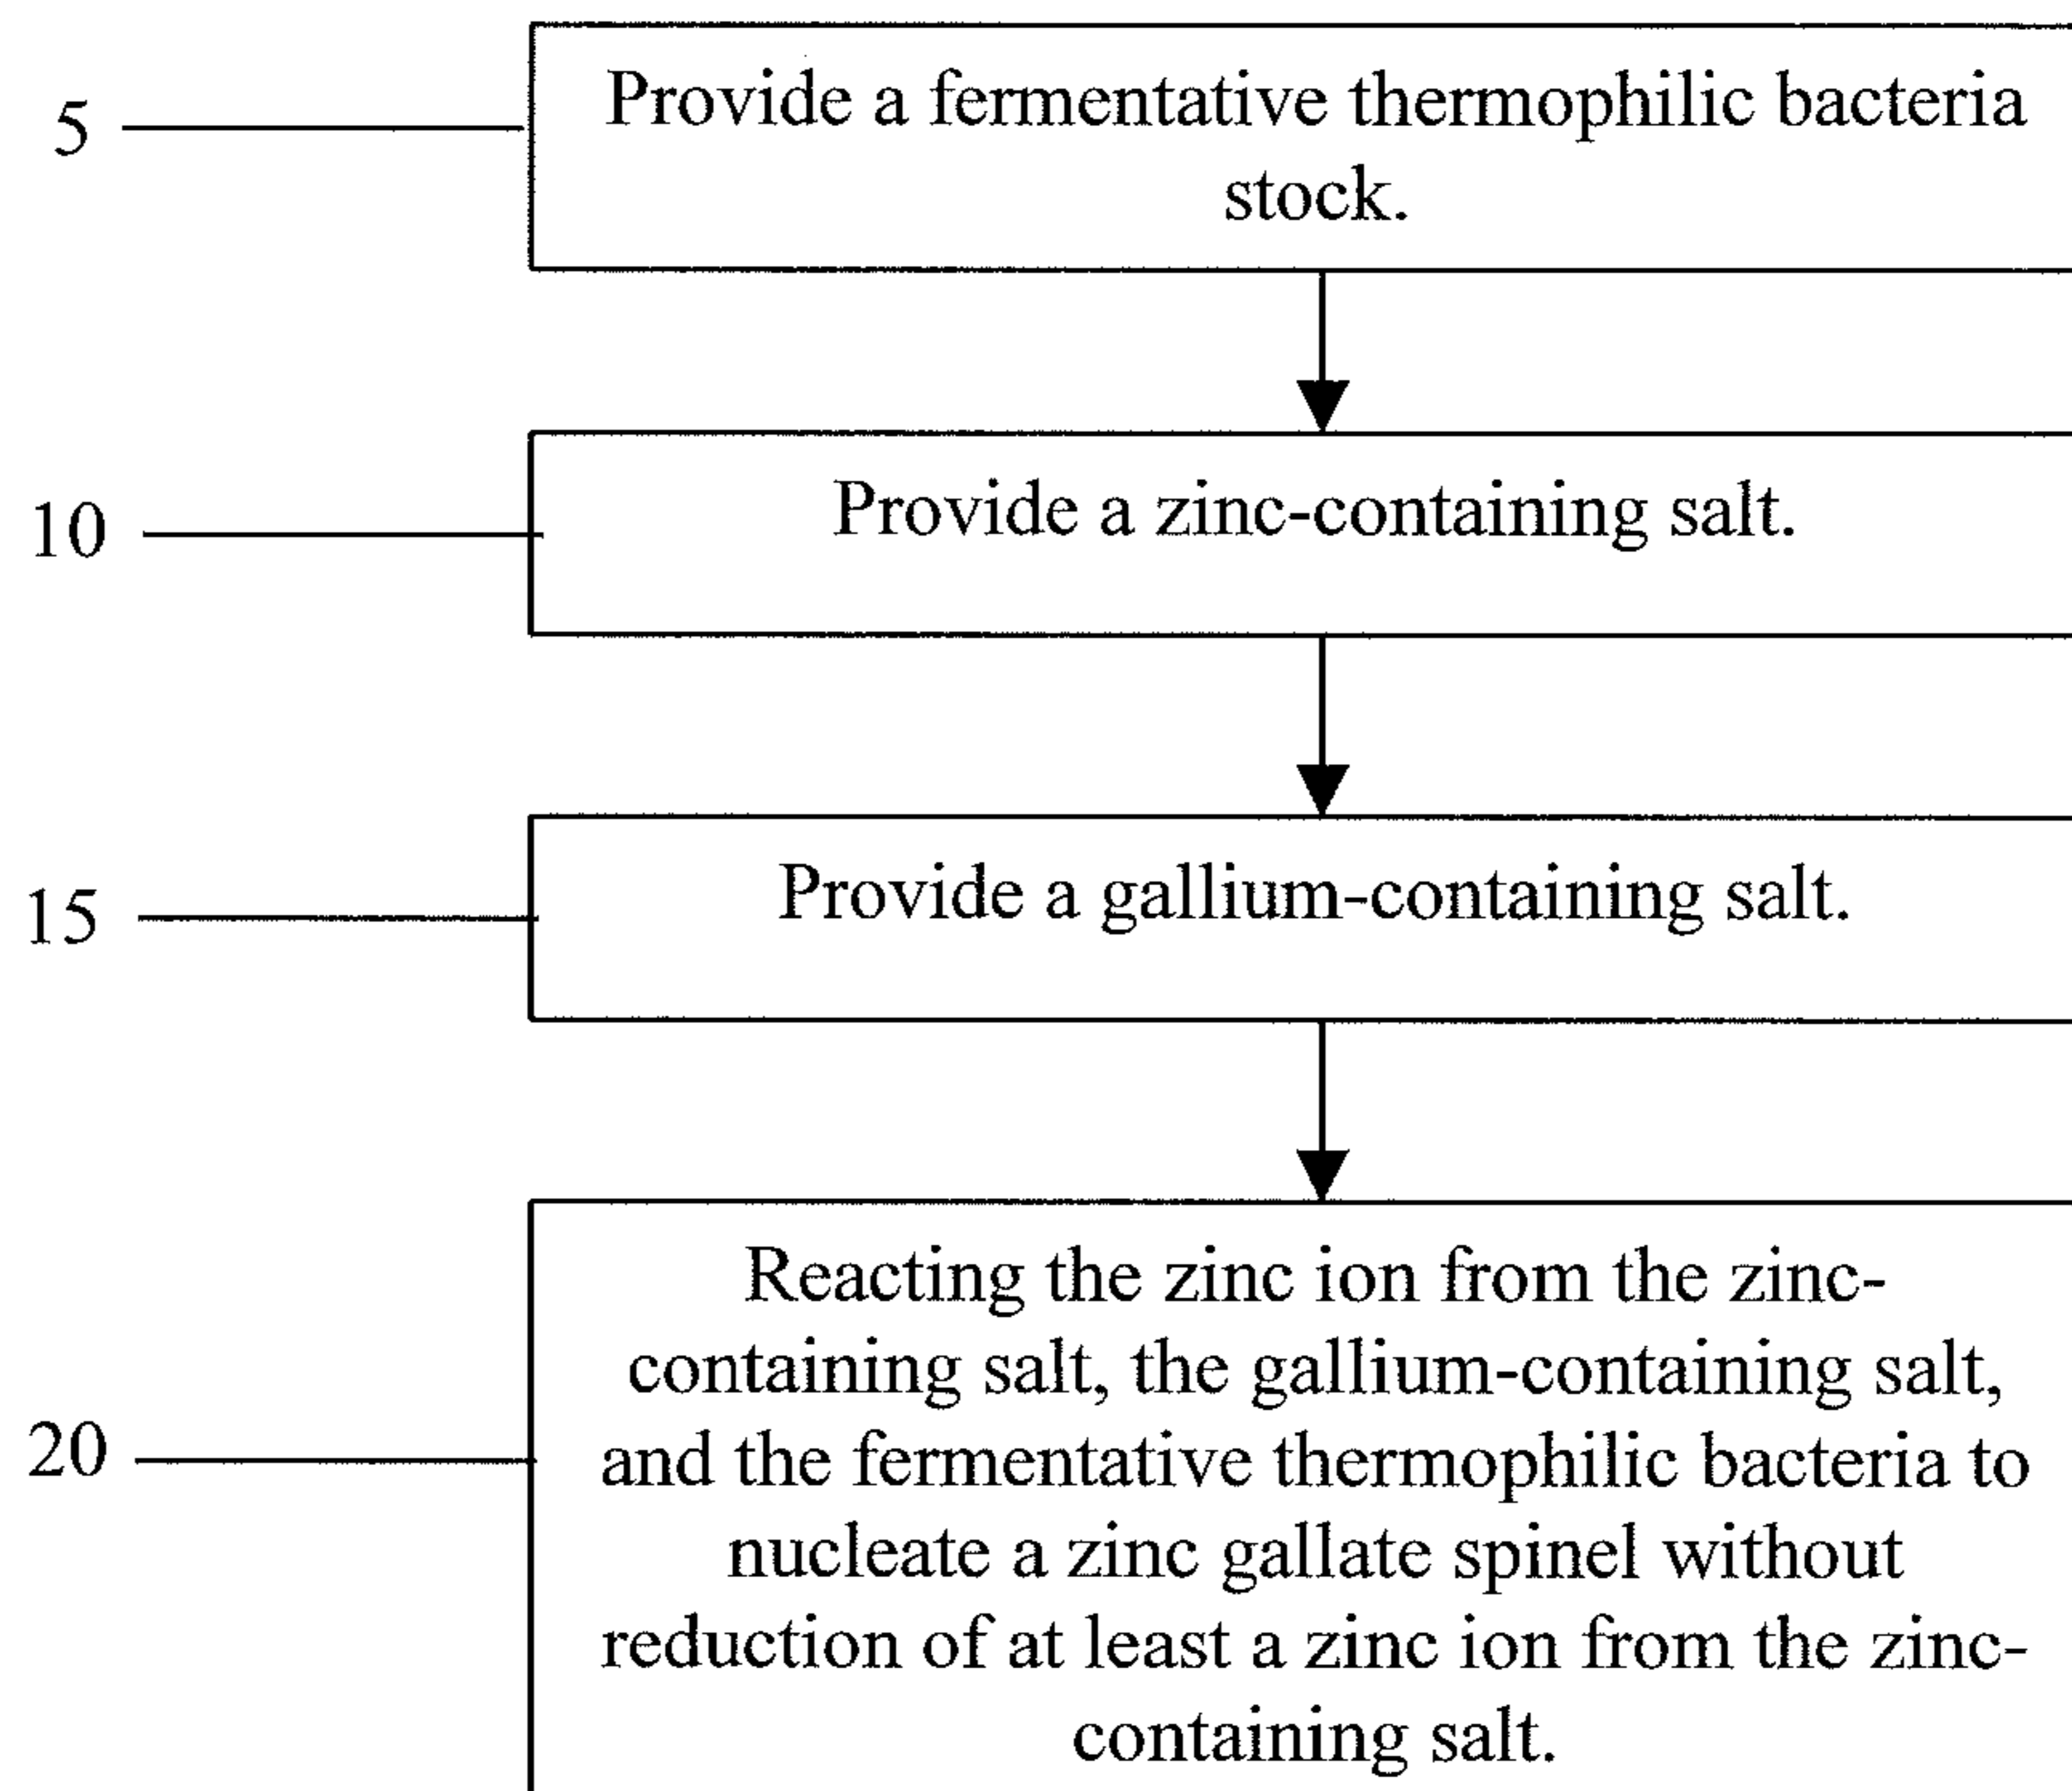 5
Provide a fermentative thermophilic bacteria
stock.
10
Provide a zinc-containing salt.
15
Provide a gallium-containing salt.
20
Reacting the zinc ion from the zinc-
containing salt, the gallium-containing salt,
and the fermentative thermophilic bacteria to
nucleate a zinc gallate spinel without
reduction of at least a zinc ion from the zinc-
containing salt.